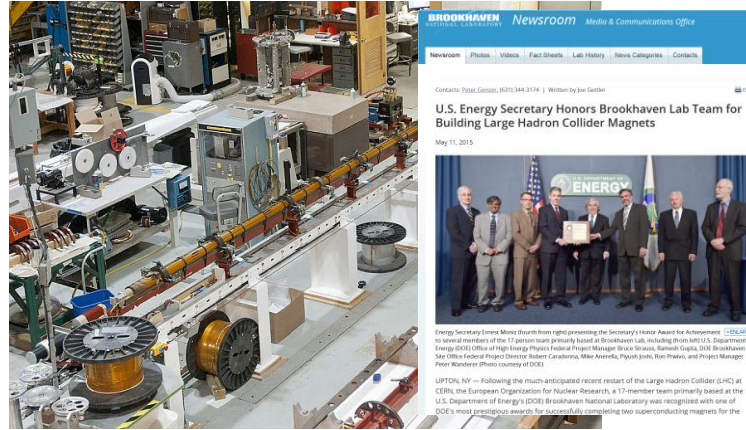 BROOKHAVEN
NATIONAL LABORATORY
Newsroom Media & Communications Office
Newsroom Photos Videos Fact Sheets Lab History News Categories Contacts
Contacts: Peter Genzer, (631) 344-3174 | Written by Joe Gettler
U.S. Energy Secretary Honors Brookhaven Lab Team for
Building Large Hadron Collider Magnets
May 11, 2015
U.S. DEPARTMENT OF
ENERGY
Energy Secretary Ernest Moniz (fourth from right) presenting the Secretary's Honor Award for Achievement
to several members of the 17-person team primarily based at Brookhaven Lab, including (from left) U.S. Department
Energy (DOE) Office of High Energy Physics Federal Project Manager Bruce Strauss, Ramesh Gupta, DOE Brookhaven
Site Office Federal Project Director Robert Caradonna, Mike Anerella, Piyush Joshi, Ron Prwivo, and Project Manager
Peter Wanderer (Photo courtesy of DOE)
UPTON, NY — Following the much-anticipated recent restart of the Large Hadron Collider (LHC) at
CERN, the European Organization for Nuclear Research, a 17-member team primarily based at the
U.S. Department of Energy's (DOE) Brookhaven National Laboratory was recognized with one of
DOE's most prestigious awards for successfully completing two superconducting magnets for the